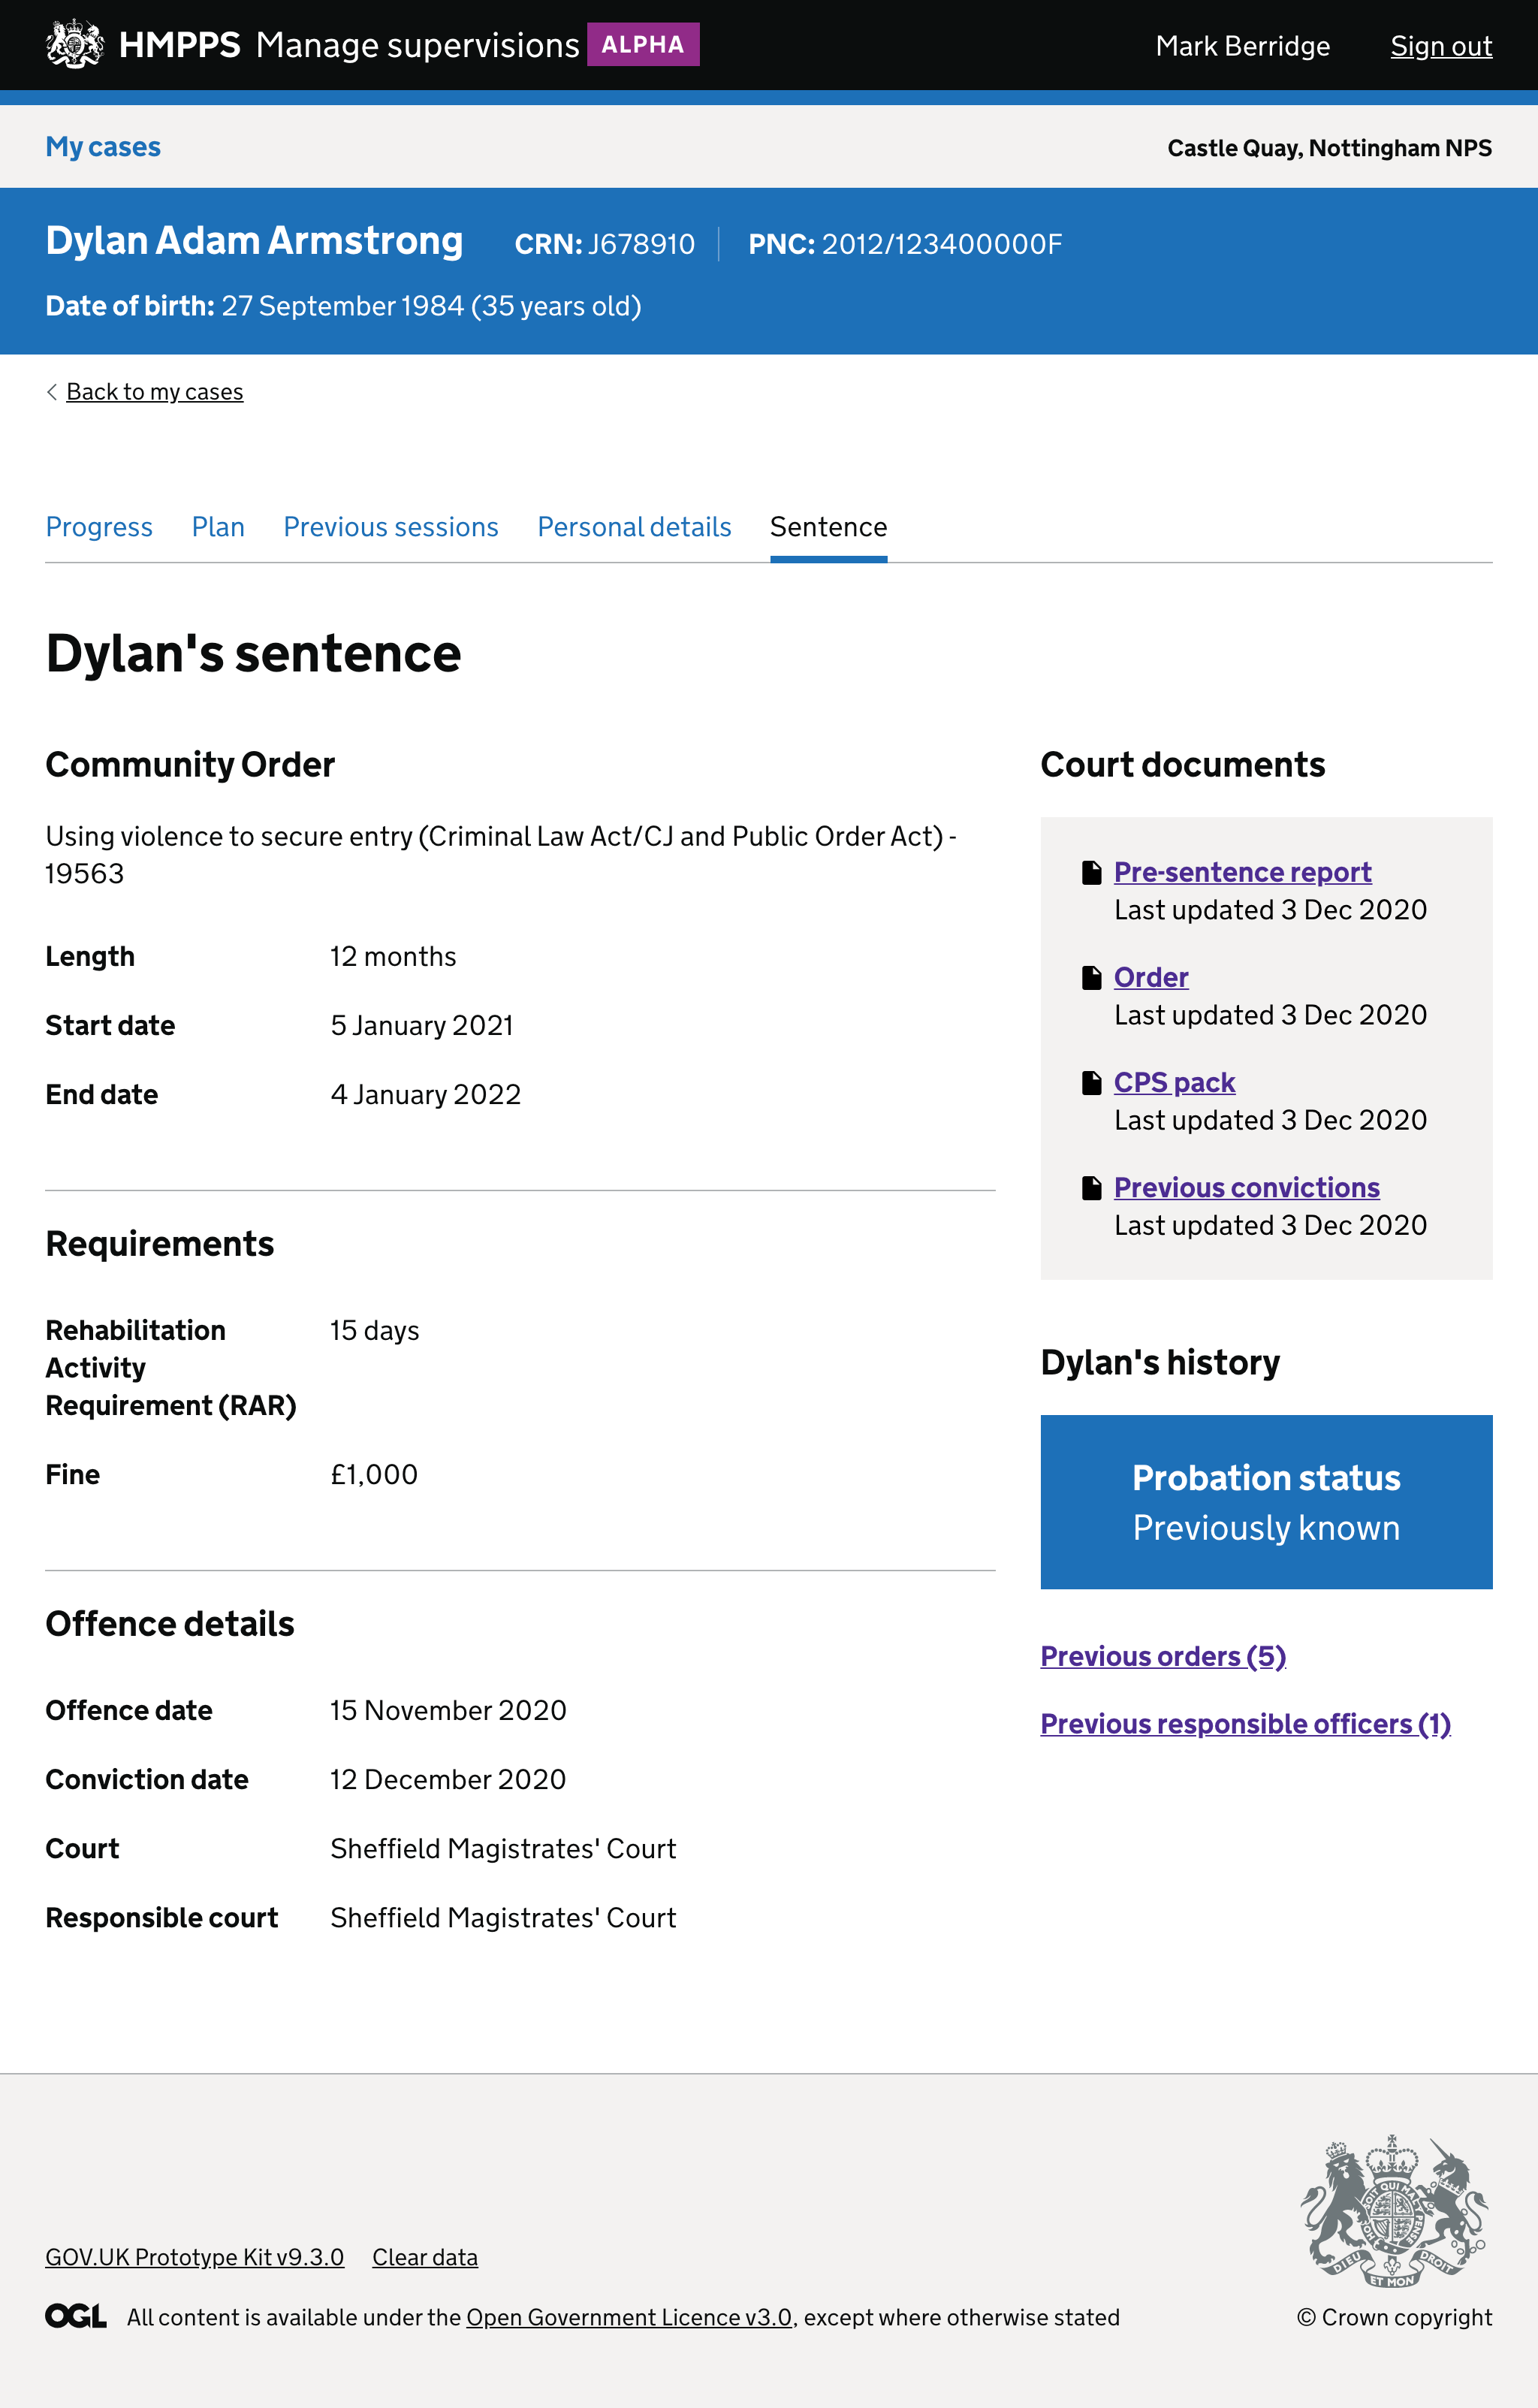 HMPPS Manage supervisions ALPHA
Mark Berridge Sign out
My cases
Castle Quay, Nottingham NPS
Dylan Adam Armstrong CRN: J678910 PNC: 2012/123400000F
Date of birth: 27 September 1984 (35 years old)
Back to my cases
Progress Plan Previous sessions Personal details Sentence
Dylan's sentence
Community Order
Using violence to secure entry (Criminal Law Act/CJ and Public Order Act) -
19563
Length 12 months
Start date 5 January 2021
End date 4 January 2022
Requirements
Rehabilitation 15 days
Activity
Requirement (RAR)
Fine £1,000
Offence details
Offence date 15 November 2020
Conviction date 12 December 2020
Court Sheffield Magistrates' Court
Responsible court Sheffield Magistrates' Court
Court documents
Pre-sentence report
Last updated 3 Dec 2020
Order
Last updated 3 Dec 2020
CPS pack
Last updated 3 Dec 2020
Previous convictions
Last updated 3 Dec 2020
Dylan's history
Probation status
Previously known
Previous orders (5)
Previous responsible officers (1)
GOV.UK Prototype Kit v9.3.0 Clear data
OGL All content is available under the Open Government Licence v3.0, except where otherwise stated
DIEU ET MON DROIT
© Crown copyright